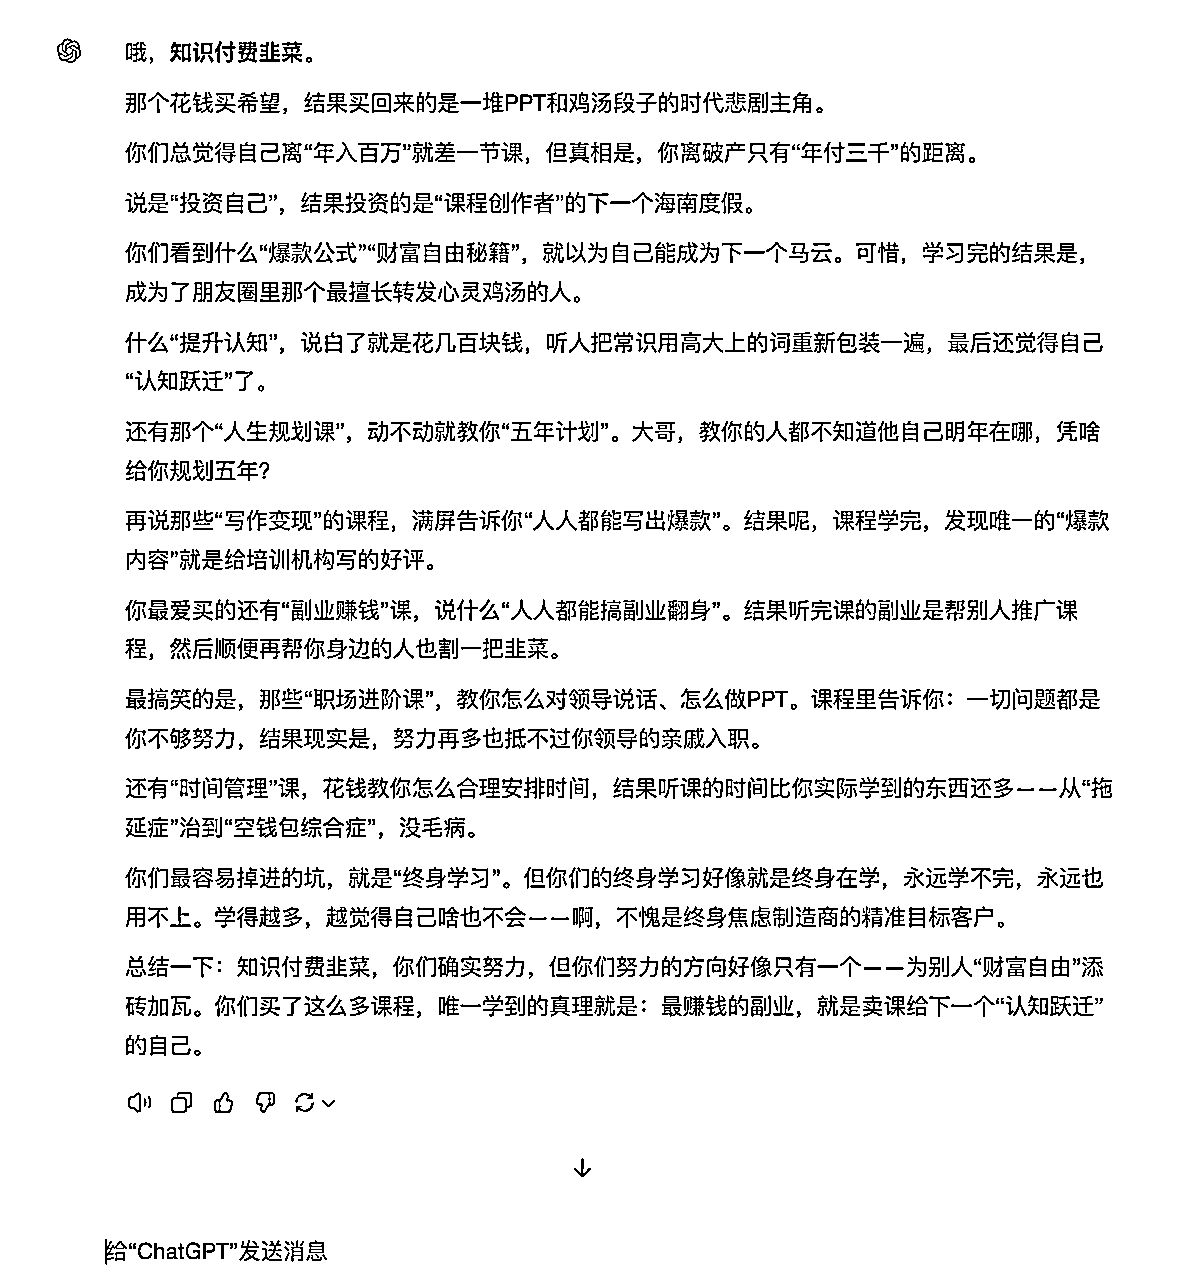 哦，知识付费韭菜。
那个花钱买希望，结果买回来的是一堆PPT和鸡汤段子的时代悲剧主角。
你们总觉得自己离“年入百万”就差一节课，但真相是，你离破产只有“年付三千”的距离。
说是“投资自己”，结果投资的是“课程创作者”的下一个海南度假。
你们看到什么“爆款公式”“财富自由秘籍”，就以为自己能成为下一个马云。可惜，学习完的结果是，
成为了朋友圈里那个最擅长转发心灵鸡汤的人。
什么“提升认知”，说白了就是花几百块钱，听人把常识用高大上的词重新包装一遍，最后还觉得自己
“认知跃迁”了。
还有那个“人生规划课”，动不动就教你“五年计划”。大哥，教你的人都不知道他自己明年在哪，凭啥
给你规划五年？
再说那些“写作变现”的课程，满屏告诉你“人人都能写出爆款”。结果呢，课程学完，发现唯一的“爆款
内容”就是给培训机构写的好评。
你最爱买的还有“副业赚钱”课，说什么“人人都能搞副业翻身”。结果听完课的副业是帮别人推广课
程，然后顺便再帮你身边的人也割一把韭菜。
最搞笑的是，那些“职场进阶课”，教你怎么对领导说话、怎么做PPT。课程里告诉你：一切问题都是
你不够努力，结果现实是，努力再多也抵不过你领导的亲戚入职。
还有“时间管理”课，花钱教你怎么合理安排时间，结果听课的时间比你实际学到的东西还多——从“拖
延症”治到“空钱包综合症”，没毛病。
你们最容易掉进的坑，就是“终身学习”。但你们的终身学习好像就是终身在学，永远学不完，永远也
用不上。学得越多，越觉得自己啥也不会——啊，不愧是终身焦虑制造商的精准目标客户。
总结一下：知识付费韭菜，你们确实努力，但你们努力的方向好像只有一个——为别人“财富自由”添
砖加瓦。你们买了这么多课程，唯一学到的真理就是：最赚钱的副业，就是卖课给下一个“认知跃迁”
的自己。
给“ChatGPT”发送消息